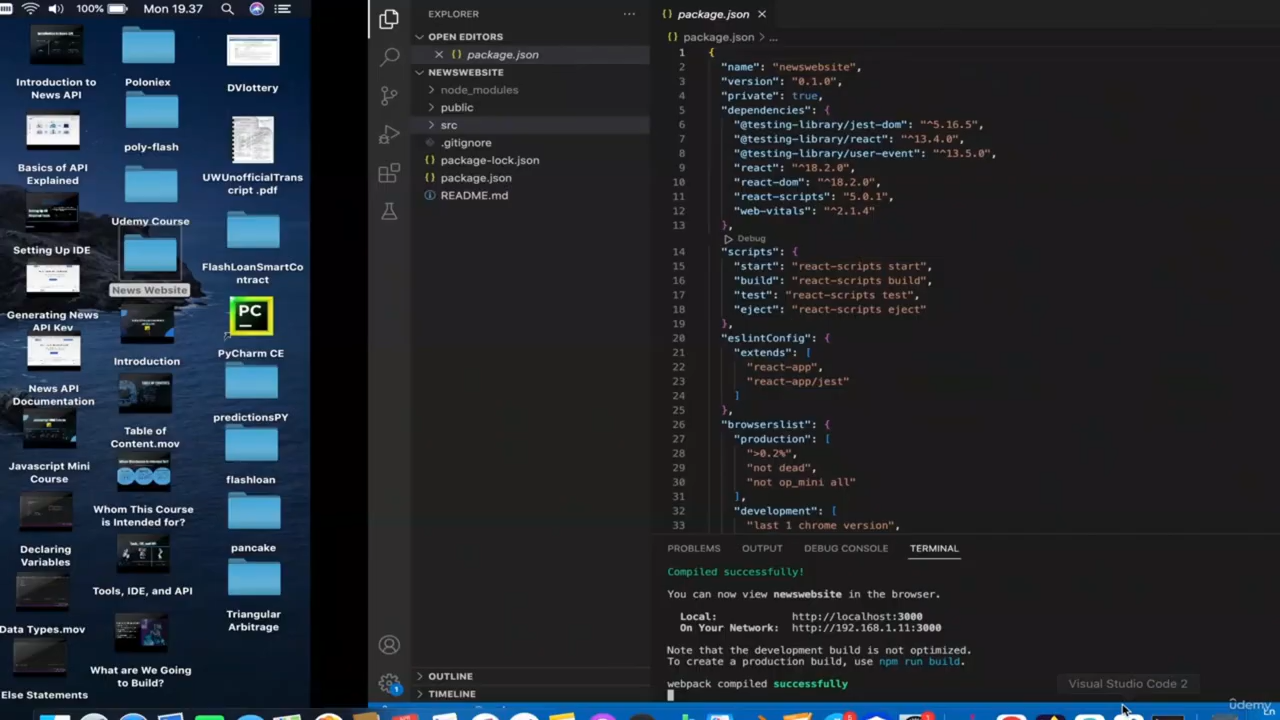 100%
Mon 19.37
Introduction to
News API
Basics of API
Explained
Setting Up IDE
Generating News
API Key
News API
Documentation
Javascript Mini
Course
Declaring
Variables
Data Types.mov
Else Statements
Poloniex
poly-flash
Udemy Course
News Website
Introduction
Table of
Content.mov
Whom This Course
is Intended for?
Tools, IDE, and API
What are We Going
to Build?
DVlottery
UWUnofficialTrans
cript .pdf
FlashLoanSmartCo
ntract
PC
PyCharm CE
predictionsPY
flashloan
pancake
Triangular
Arbitrage
EXPLORER
OPEN EDITORS
{} package.json
NEWSWEBSITE
node_modules
public
src
.gitignore
{} package-lock.json
{} package.json
README.md
OUTLINE
TIMELINE
1
{} package.json
{} package.json > ...
1 {
2 "name": "newswebsite",
3 "version": "0.1.0",
4 "private": true,
5 "dependencies": {
6 "@testing-library/jest-dom": "^5.16.5",
7 "@testing-library/react": "^13.4.0",
8 "@testing-library/user-event": "^13.5.0",
9 "react": "^18.2.0",
10 "react-dom": "^18.2.0",
11 "react-scripts": "5.0.1",
12 "web-vitals": "^2.1.4"
13 },
Debug
14 "scripts": {
15 "start": "react-scripts start",
16 "build": "react-scripts build",
17 "test": "react-scripts test",
18 "eject": "react-scripts eject"
19 },
20 "eslintConfig": {
21 "extends": [
22 "react-app",
23 "react-app/jest"
24 ]
25 },
26 "browserslist": {
27 "production": [
28 ">0.2%",
29 "not dead",
30 "not op_mini all"
31 ],
32 "development": [
33 "last 1 chrome version",
PROBLEMS OUTPUT DEBUG CONSOLE TERMINAL
Compiled successfully!
You can now view newswebsite in the browser.
Local: http://localhost:3000
On Your Network: http://192.168.1.11:3000
Note that the development build is not optimized.
To create a production build, use npm run build.
webpack compiled successfully
Visual Studio Code 2
ûdemy